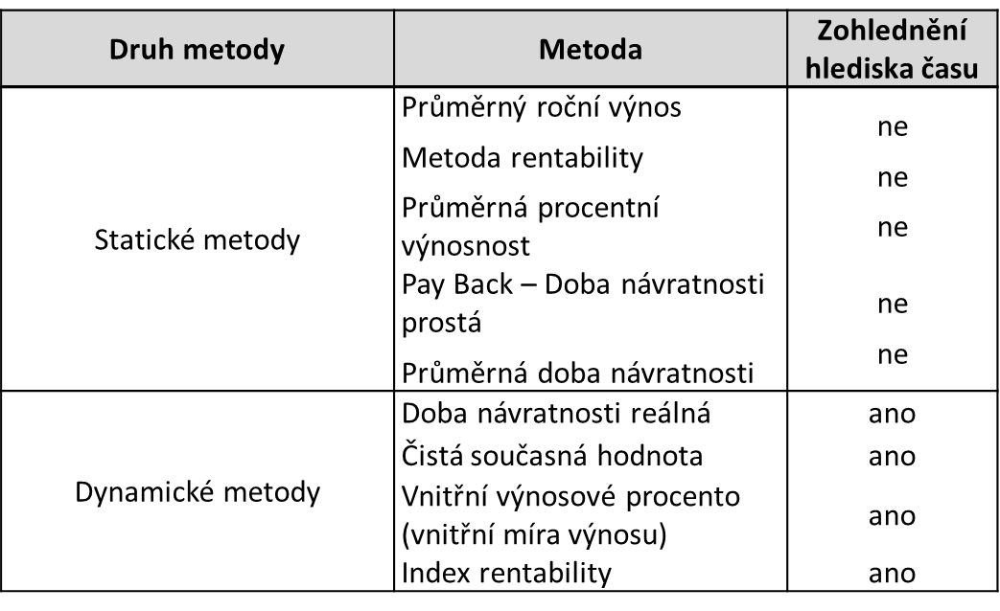 Druh metody
Metoda
Zohlednění
hlediska času
Statické metody
Průměrný roční výnos
ne
Metoda rentability
ne
Průměrná procentní
výnosnost
ne
Pay Back – Doba návratnosti
prostá
ne
Průměrná doba návratnosti
ne
Dynamické metody
Doba návratnosti reálná
ano
Čistá současná hodnota
ano
Vnitřní výnosové procento
(vnitřní míra výnosu)
ano
Index rentability
ano